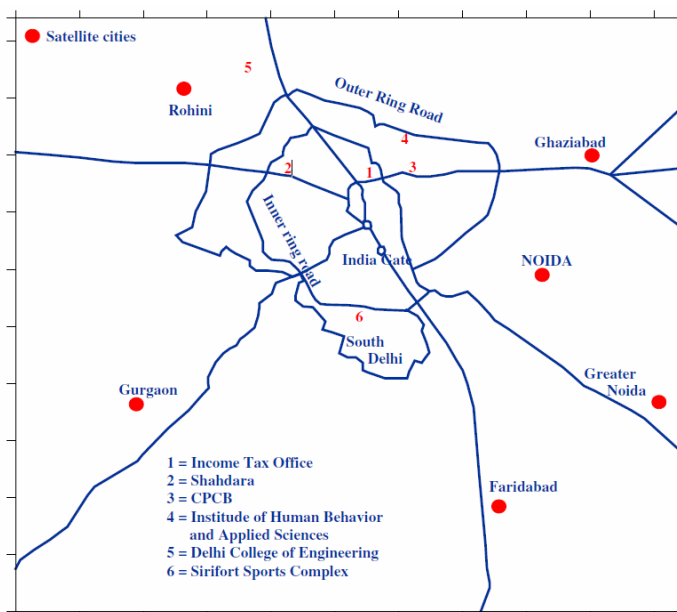 Satellite cities
5
Rohini
Outer Ring Road
4
Ghaziabad
2
1
3
Inner ring road
India Gate
NOIDA
6
South
Delhi
Greater
Noida
Gurgaon
1 = Income Tax Office
2 = Shahdara
3 = CPCB
4 = Institude of Human Behavior
and Applied Sciences
5 = Delhi College of Engineering
6 = Sirifort Sports Complex
Faridabad